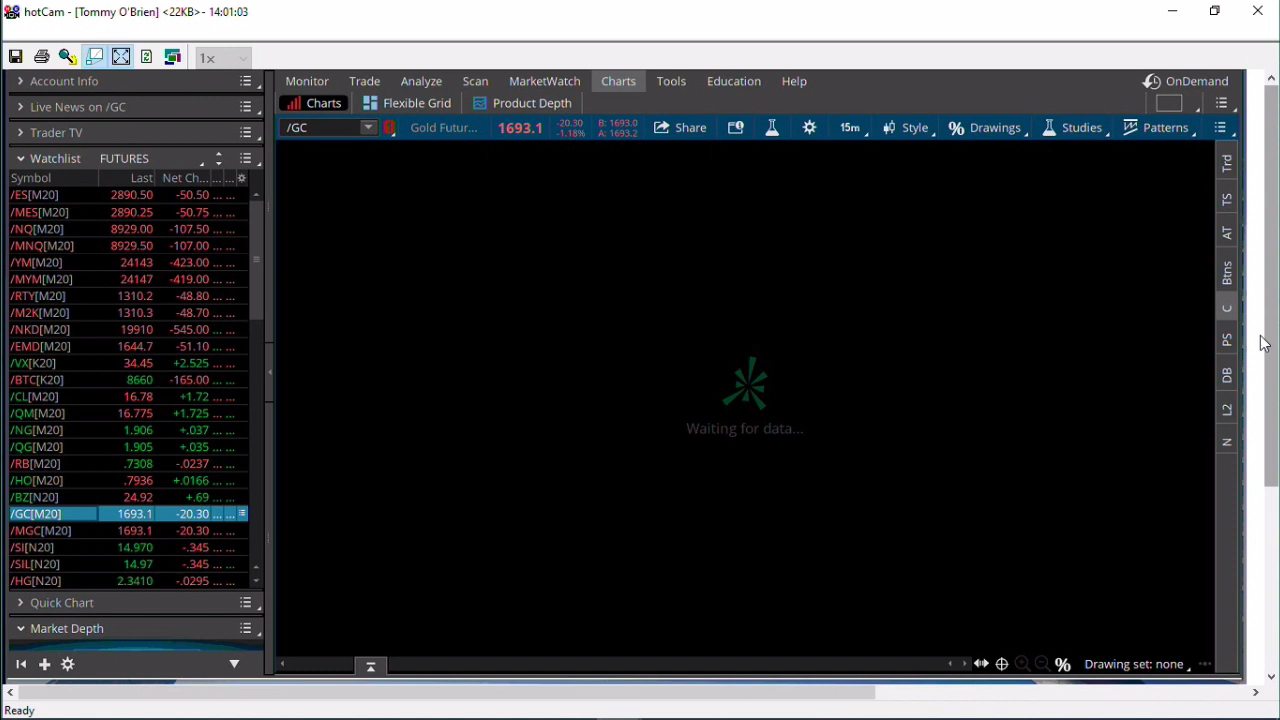 hotCam - [Tommy O'Brien] <22KB> - 14:01:03
1x
Account Info
Monitor Trade Analyze Scan MarketWatch Charts Tools Education Help OnDemand
Live News on /GC
Charts Flexible Grid Product Depth
Trader TV
/GC Gold Futur... 1693.1 -20.30 -1.18% B: 1693.0 A: 1693.2 Share 15m Style Drawings Studies Patterns
Watchlist FUTURES
Symbol Last Net Ch... ... ...
/ES[M20] 2890.50 -50.50 ... ...
/MES[M20] 2890.25 -50.75 ... ...
/NQ[M20] 8929.00 -107.50 ... ...
/MNQ[M20] 8929.50 -107.00 ... ...
/YM[M20] 24143 -423.00 ... ...
/MYM[M20] 24147 -419.00 ... ...
/RTY[M20] 1310.2 -48.80 ... ...
/M2K[M20] 1310.3 -48.70 ... ...
/NKD[M20] 19910 -545.00 ... ...
/EMD[M20] 1644.7 -51.10 ... ...
/VX[K20] 34.45 +2.525 ... ...
/BTC[K20] 8660 -165.00 ... ...
/CL[M20] 16.78 +1.72 ... ...
/QM[M20] 16.775 +1.725 ... ...
/NG[M20] 1.906 +.037 ... ...
/QG[M20] 1.905 +.035 ... ...
/RB[M20] .7308 -.0237 ... ...
/HO[M20] .7936 +.0166 ... ...
/BZ[N20] 24.92 +.69 ... ...
/GC[M20] 1693.1 -20.30 ... ...
/MGC[M20] 1693.1 -20.30 ... ...
/SI[N20] 14.970 -.345 ... ...
/SIL[N20] 14.97 -.345 ... ...
/HG[N20] 2.3410 -.0295 ... ...
Waiting for data...
Trd
TS
AT
Btns
C
PS
DB
L2
N
Quick Chart
Market Depth
% Drawing set: none
Ready